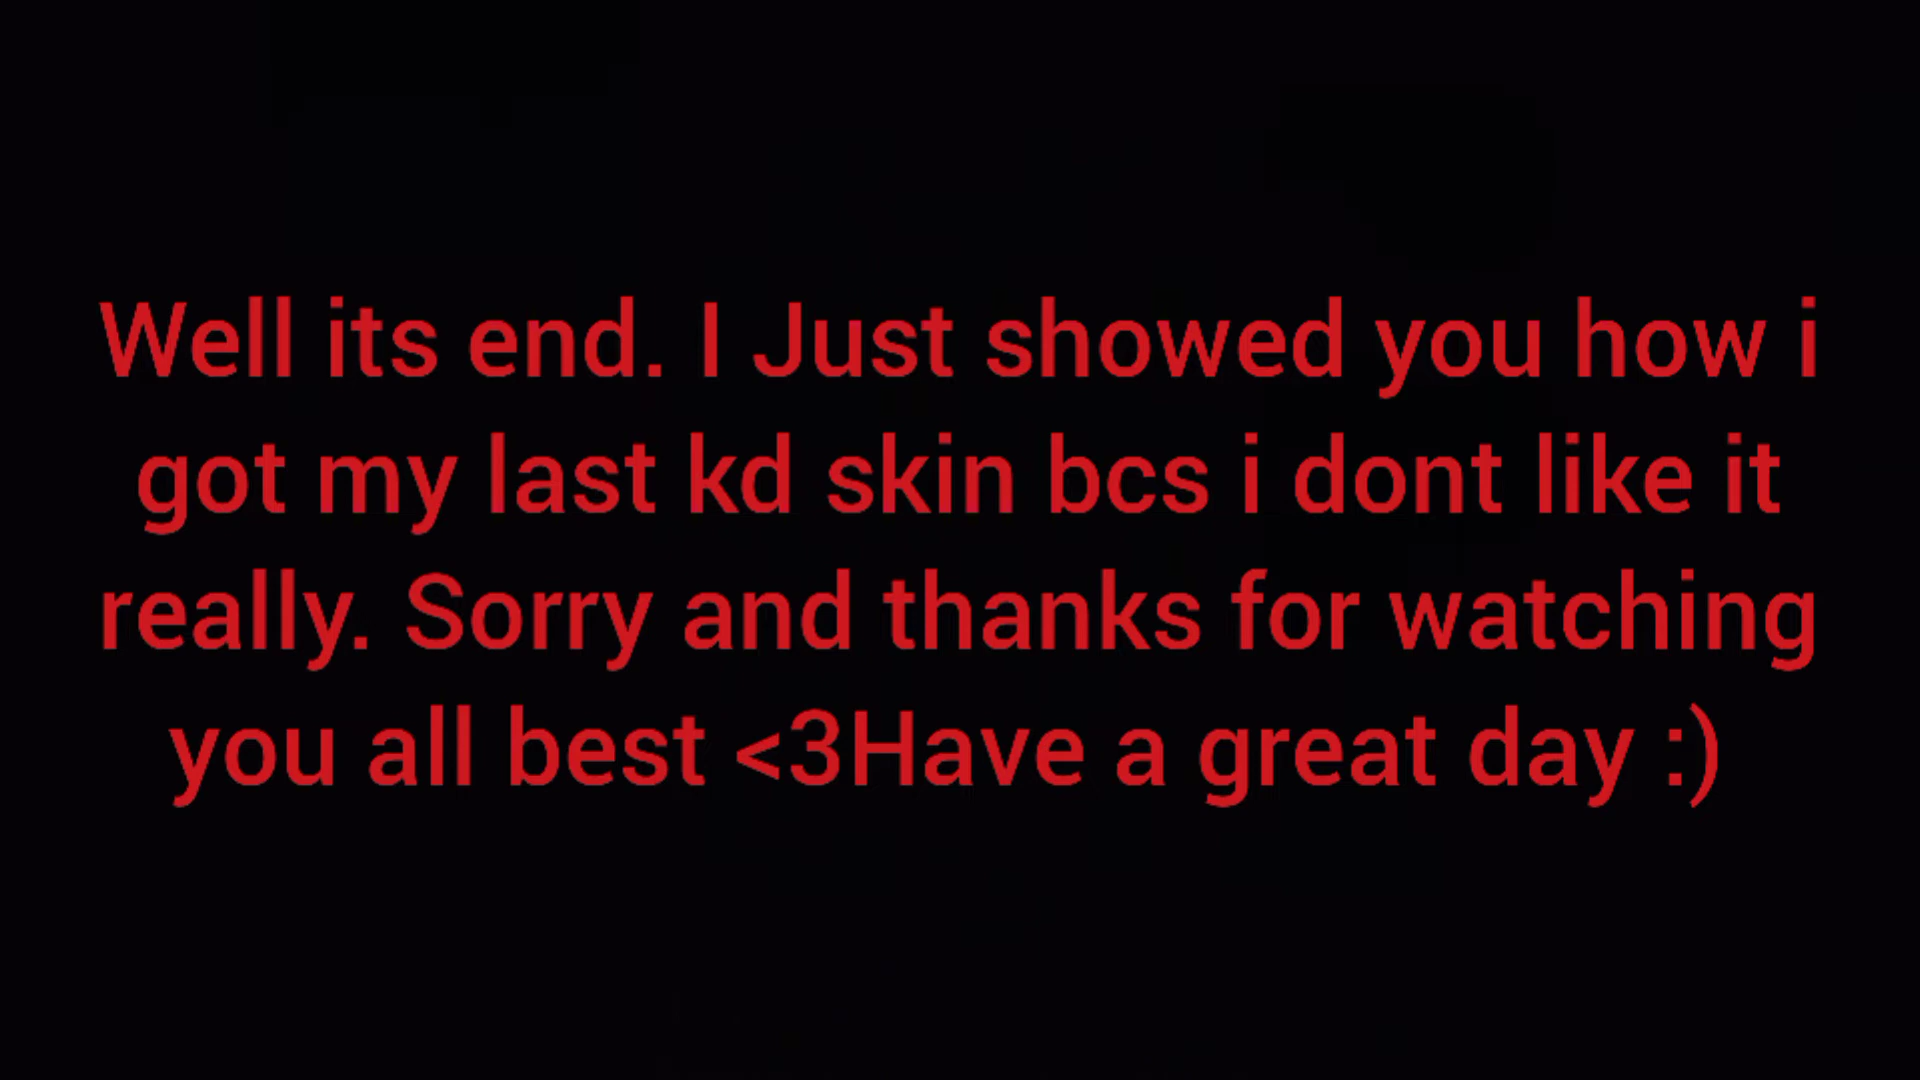 Well its end. I Just showed you how i
got my last kd skin bcs i dont like it
really. Sorry and thanks for watching
you all best <3Have a great day :)